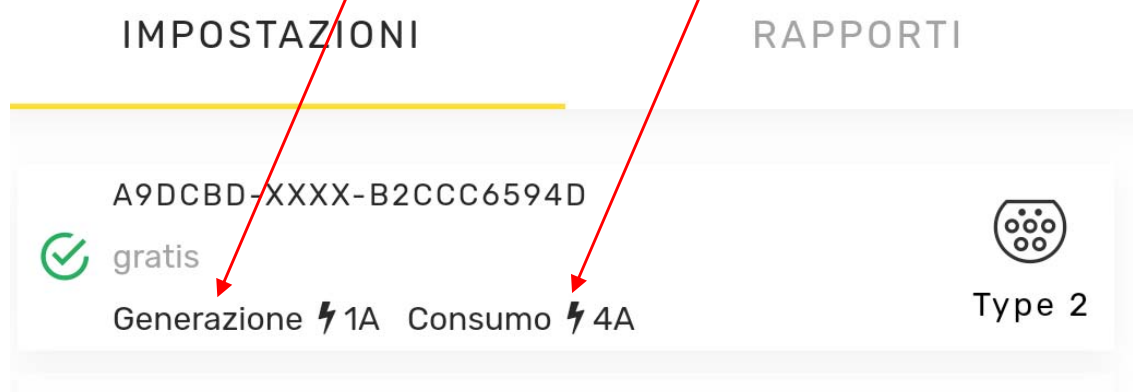 IMPOSTAZIONI RAPPORTI
A9DCBD-XXXX-B2CCC6594D
gratis
Generazione 1A Consumo 4A
Type 2